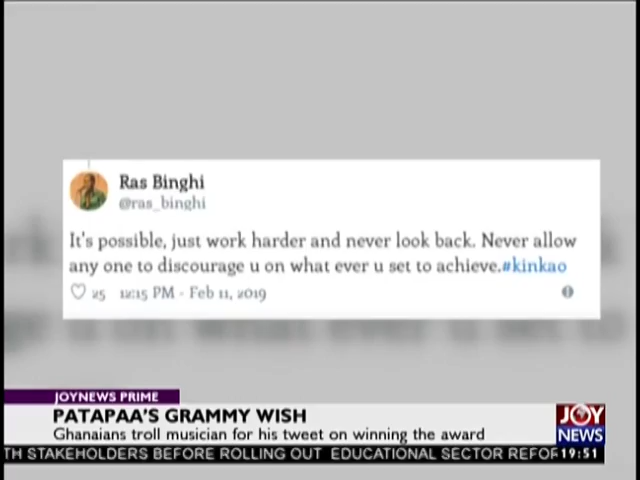 Ras Binghi
@ras_binghi
It's possible, just work harder and never look back. Never allow
any one to discourage u on what ever u set to achieve.#kinkao
25 12:15 PM - Feb 11, 2019
JOYNEWS PRIME
PATAPAA'S GRAMMY WISH
Ghanaians troll musician for his tweet on winning the award
JOY
NEWS
TH STAKEHOLDERS BEFORE ROLLING OUT EDUCATIONAL SECTOR REFOR
19:51